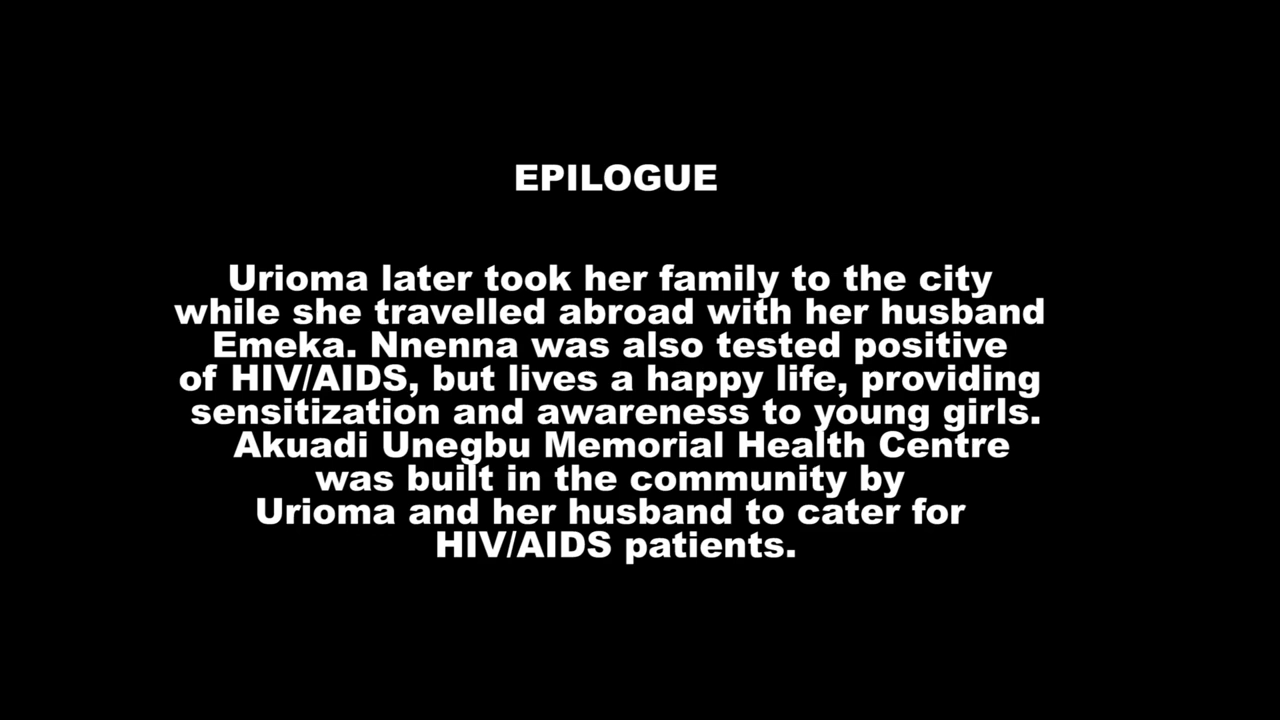 EPILOGUE
Urioma later took her family to the city
while she travelled abroad with her husband
Emeka. Nnenna was also tested positive
of HIV/AIDS, but lives a happy life, providing
sensitization and awareness to young girls.
Akuadi Unegbu Memorial Health Centre
was built in the community by
Urioma and her husband to cater for
HIV/AIDS patients.